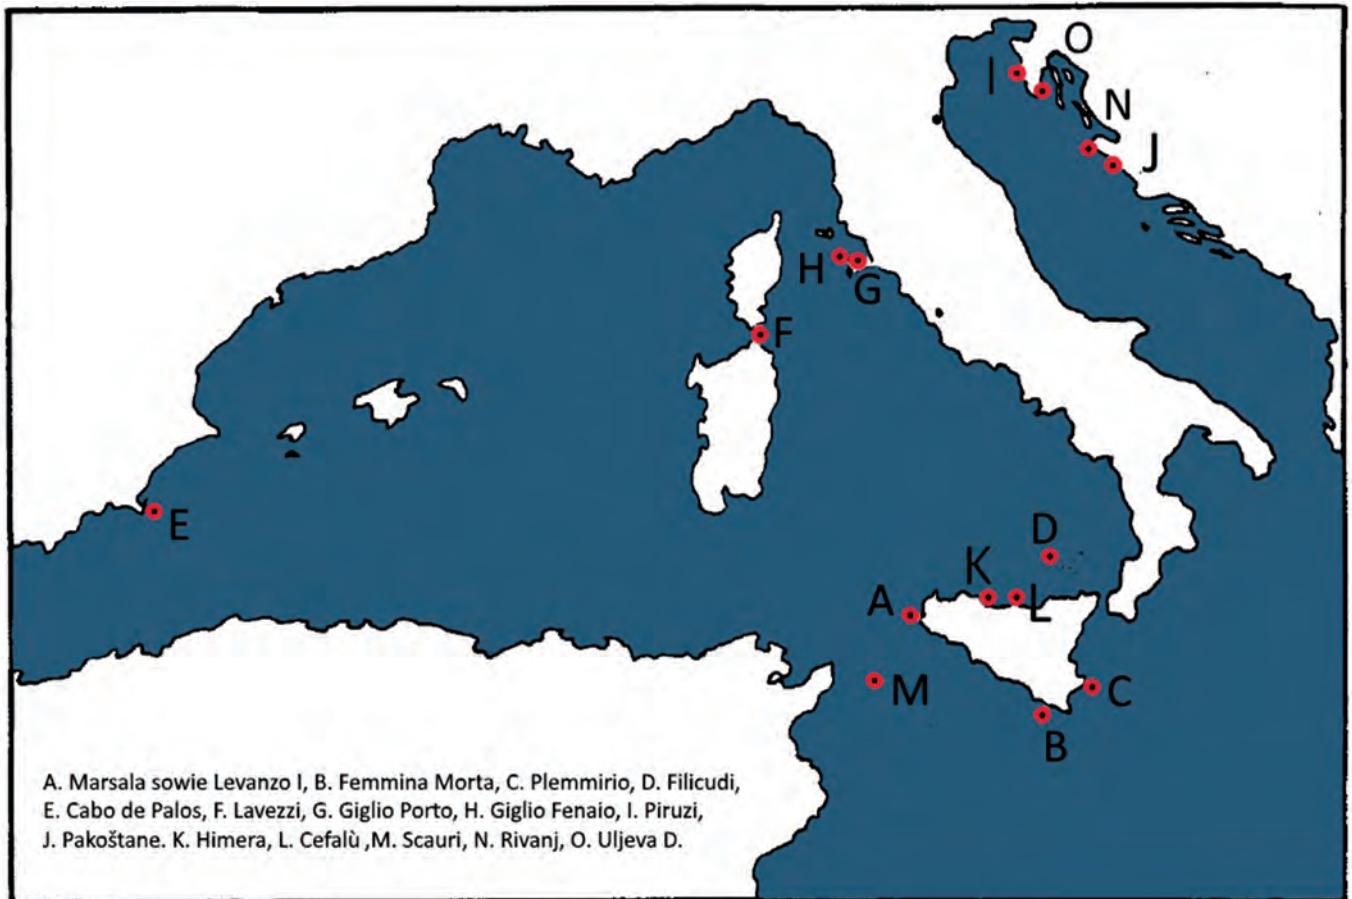 O
I
N
J
H
G
F
E
D
K
L
A
M
C
B
A. Marsala sowie Levanzo I, B. Femmina Morta, C. Plemmirio, D. Filicudi,
E. Cabo de Palos, F. Lavezzi, G. Giglio Porto, H. Giglio Fenaio, I. Piruzi,
J. Pakoštane. K. Himera, L. Cefalù ,M. Scauri, N. Rivanj, O. Uljeva D.